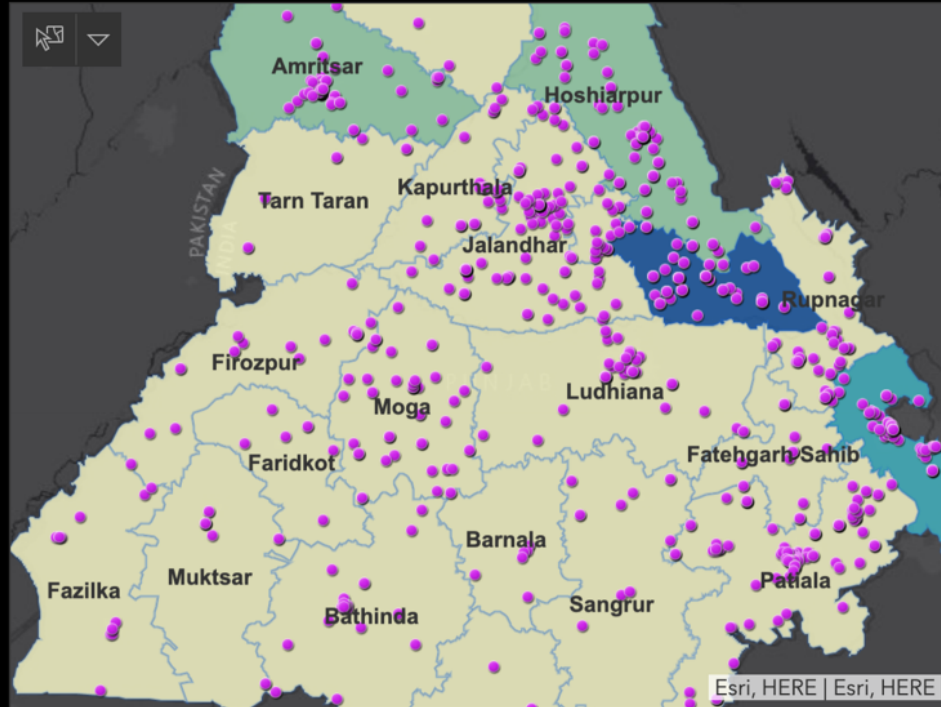 Amritsar
Hoshiarpur
PAKISTAN
INDIA
Tarn Taran
Kapurthala
Jalandhar
Rupnagar
Firozpur
PUNJAB
Ludhiana
Moga
Faridkot
Fatehgarh Sahib
Barnala
Muktsar
Fazilka
Patiala
Sangrur
Bathinda
Esri, HERE | Esri, HERE